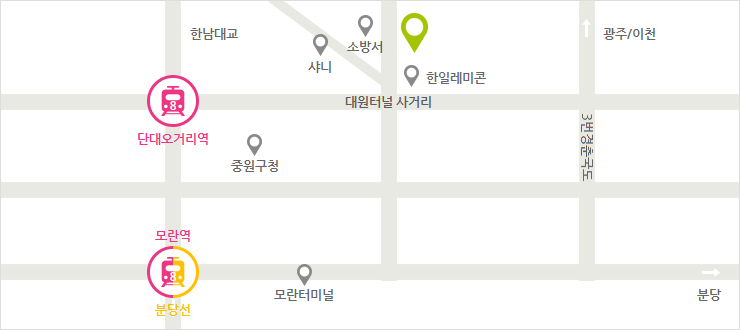 한남대교
소방서
광주/이천
샤니
한일레미콘
8
대원터널 사거리
단대오거리역
3번경충국도
중원구청
모란역
8
모란터미널
분당
분당선